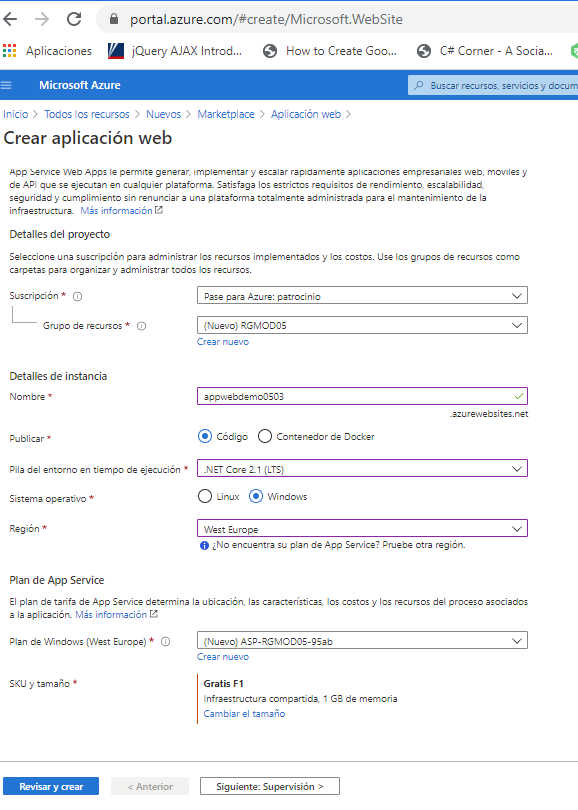 portal.azure.com/#create/Microsoft.WebSite
Aplicaciones jQuery AJAX Introd... How to Create Goo... C# Corner - A Socia...
Microsoft Azure Buscar recursos, servicios y docum
Inicio > Todos los recursos > Nuevos > Marketplace > Aplicación web >
Crear aplicación web
App Service Web Apps le permite generar, implementar y escalar rápidamente aplicaciones empresariales web, móviles y
de API que se ejecutan en cualquier plataforma. Satisfaga los estrictos requisitos de rendimiento, escalabilidad,
seguridad y cumplimiento sin renunciar a una plataforma totalmente administrada para el mantenimiento de la
infraestructura. Más información
Detalles del proyecto
Seleccione una suscripción para administrar los recursos implementados y los costos. Use los grupos de recursos como
carpetas para organizar y administrar todos los recursos.
Suscripción * Pase para Azure: patrocinio
Grupo de recursos * (Nuevo) RGMOD05
Crear nuevo
Detalles de instancia
Nombre * appwebdemo0503
.azurewebsites.net
Publicar * Código Contenedor de Docker
Pila del entorno en tiempo de ejecución * .NET Core 2.1 (LTS)
Sistema operativo * Linux Windows
Región * West Europe
¿No encuentra su plan de App Service? Pruebe otra región.
Plan de App Service
El plan de tarifa de App Service determina la ubicación, las características, los costos y los recursos del proceso asociados
a la aplicación. Más información
Plan de Windows (West Europe) * (Nuevo) ASP-RGMOD05-95ab
Crear nuevo
SKU y tamaño * Gratis F1
Infraestructura compartida, 1 GB de memoria
Cambiar el tamaño
Revisar y crear < Anterior Siguiente: Supervisión >